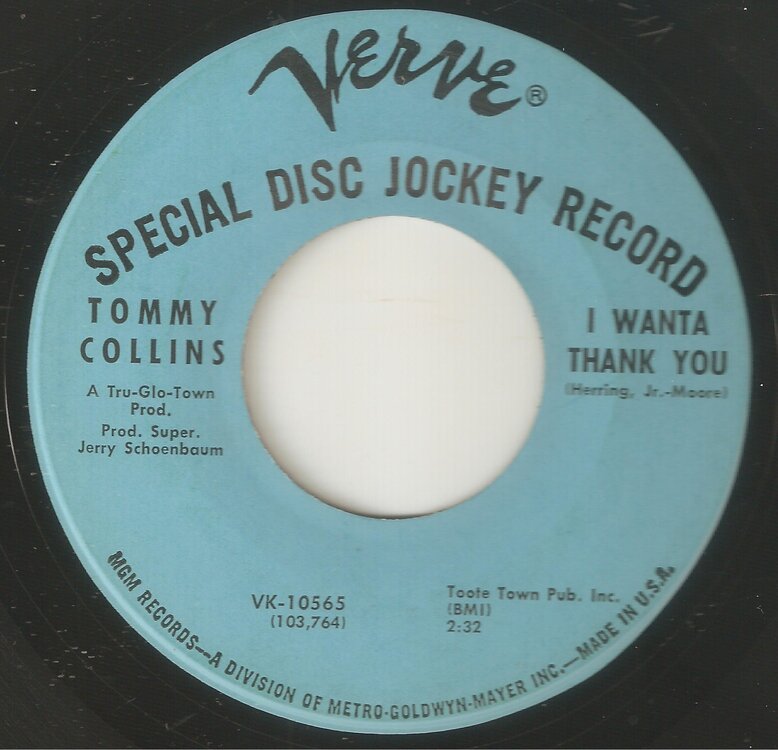 VERVE®
SPECIAL DISC JOCKEY RECORD
TOMMY
COLLINS
A Tru-Glo-Town
Prod.
Prod. Super.
Jerry Schoenbaum
I WANTA
THANK YOU
(Herring, Jr.-Moore)
VK-10565
(103,764)
Toote Town Pub. Inc.
(BMI)
2:32
MGM RECORDS—A DIVISION OF METRO-GOLDWYN-MAYER INC.—MADE IN U.S.A.